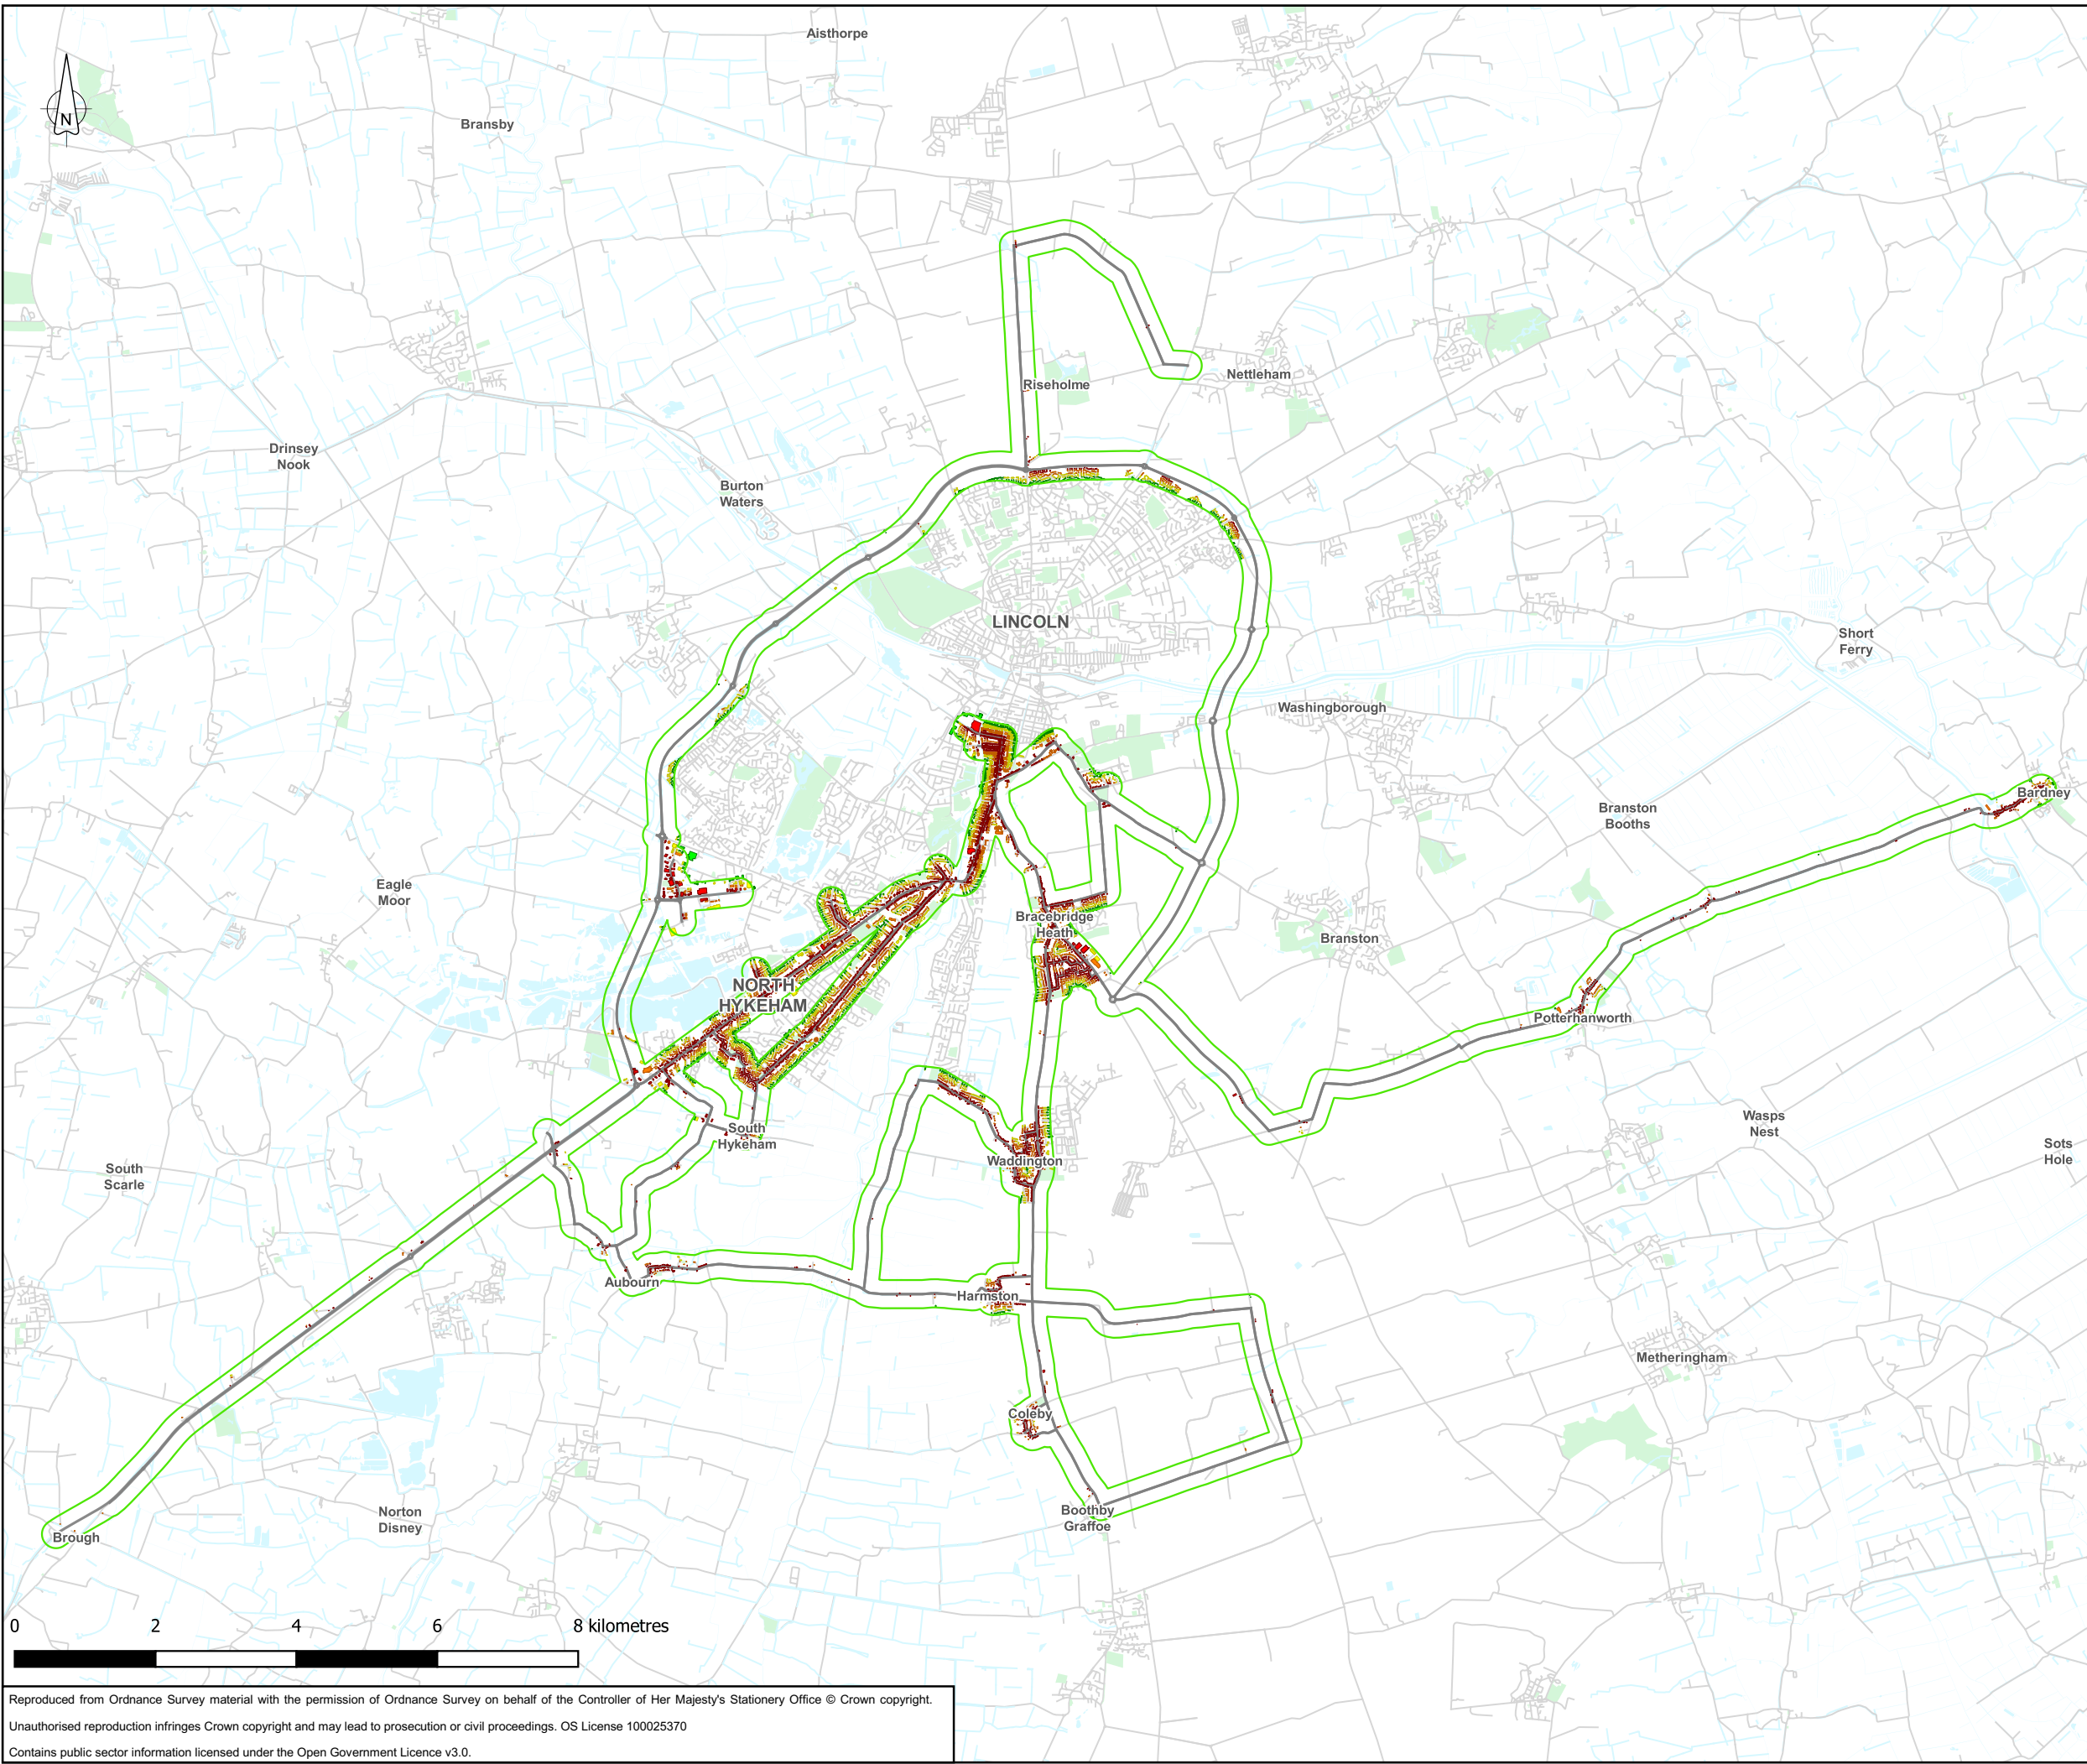 Aisthorpe
N
Bransby
Riseholme
Nettleham
Drinsey
Nook
Burton
Waters
LINCOLN
Short
Ferry
Washingborough
Bardney
Branston
Booths
Eagle
Moor
Bracebridge
Heath
Branston
NORTH
HYKEHAM
Potterhanworth
Wasps
Nest
South
Hykeham
Sots
Hole
Waddington
South
Scarle
Aubourn
Harmston
Metheringham
Coleby
Boothby
Graffoe
Norton
Disney
Brough
0 2 4 6 8 kilometres
Reproduced from Ordnance Survey material with the permission of Ordnance Survey on behalf of the Controller of Her Majesty's Stationery Office © Crown copyright.
Unauthorised reproduction infringes Crown copyright and may lead to prosecution or civil proceedings. OS License 100025370
Contains public sector information licensed under the Open Government Licence v3.0.